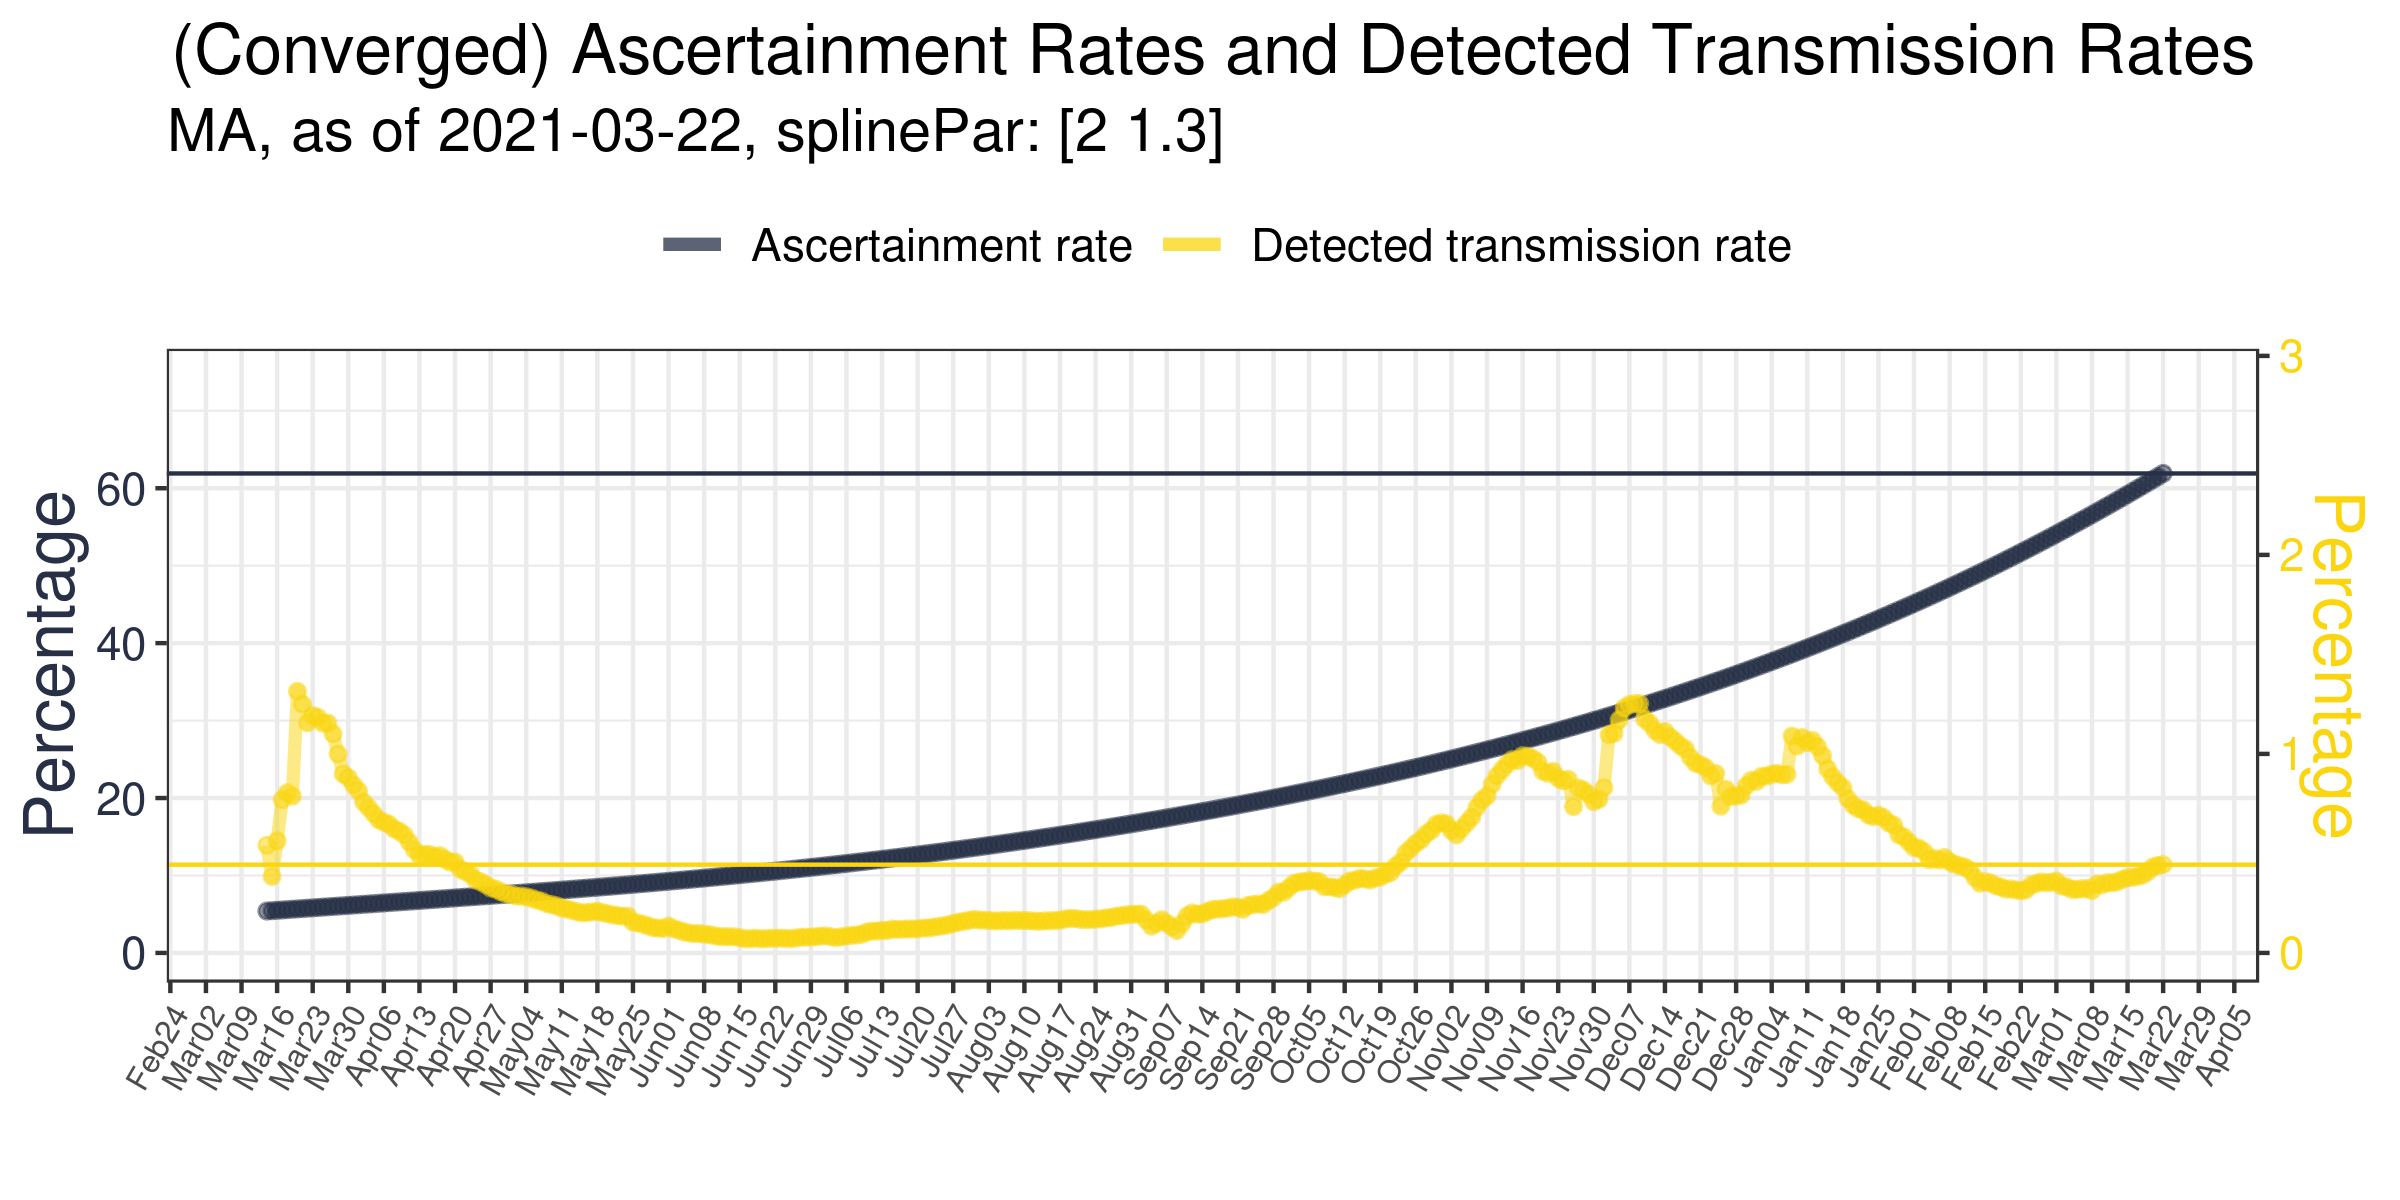 (Converged) Ascertainment Rates and Detected Transmission Rates
MA, as of 2021-03-22, splinePar: [2 1.3]
Ascertainment rate
Detected transmission rate
Percentage
60
40
20
0
3
2
1
0
Percentage
Feb24
Mar02
Mar09
Mar16
Mar23
Mar30
Apr06
Apr13
Apr20
Apr27
May04
May11
May18
May25
Jun01
Jun08
Jun15
Jun22
Jun29
Jul06
Jul13
Jul20
Jul27
Aug03
Aug10
Aug17
Aug24
Aug31
Sep07
Sep14
Sep21
Sep28
Oct05
Oct12
Oct19
Oct26
Nov02
Nov09
Nov16
Nov23
Nov30
Dec07
Dec14
Dec21
Dec28
Jan04
Jan11
Jan18
Jan25
Feb01
Feb08
Feb15
Feb22
Mar01
Mar08
Mar15
Mar22
Mar29
Apr05